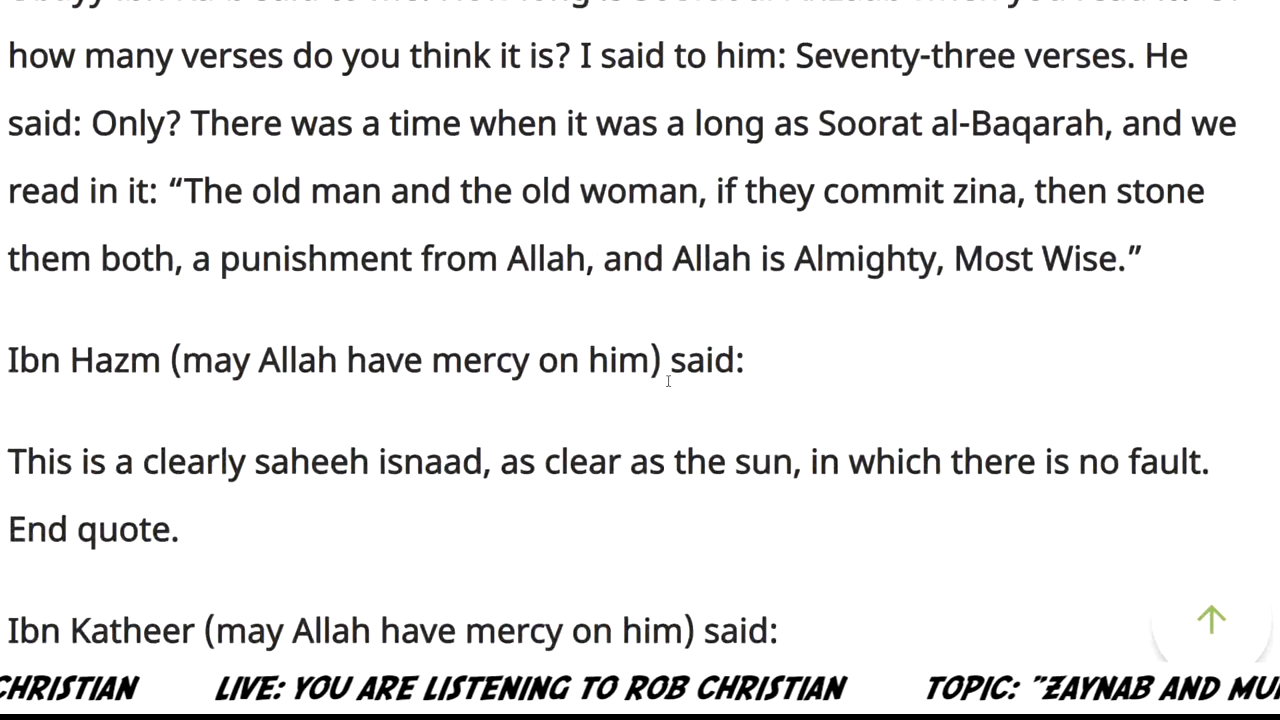 how many verses do you think it is? I said to him: Seventy-three verses. He
said: Only? There was a time when it was a long as Soorat al-Baqarah, and we
read in it: “The old man and the old woman, if they commit zina, then stone
them both, a punishment from Allah, and Allah is Almighty, Most Wise.”
Ibn Hazm (may Allah have mercy on him) said:
This is a clearly saheeh isnaad, as clear as the sun, in which there is no fault.
End quote.
Ibn Katheer (may Allah have mercy on him) said:
CHRISTIAN LIVE: YOU ARE LISTENING TO ROB CHRISTIAN TOPIC: "ZAYNAB AND